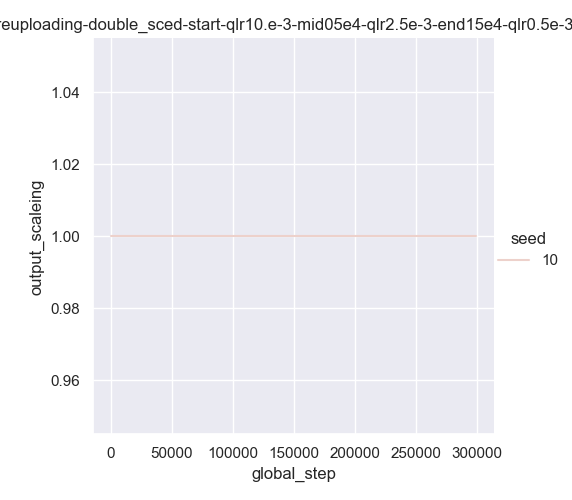 reuploading-double_sced-start-qlr10.e-3-mid05e4-qlr2.5e-3-end15e4-qlr0.5e-3
1.04
1.02
1.00
0.98
0.96
output_scaleing
0 50000 100000 150000 200000 250000 300000
global_step
seed
10